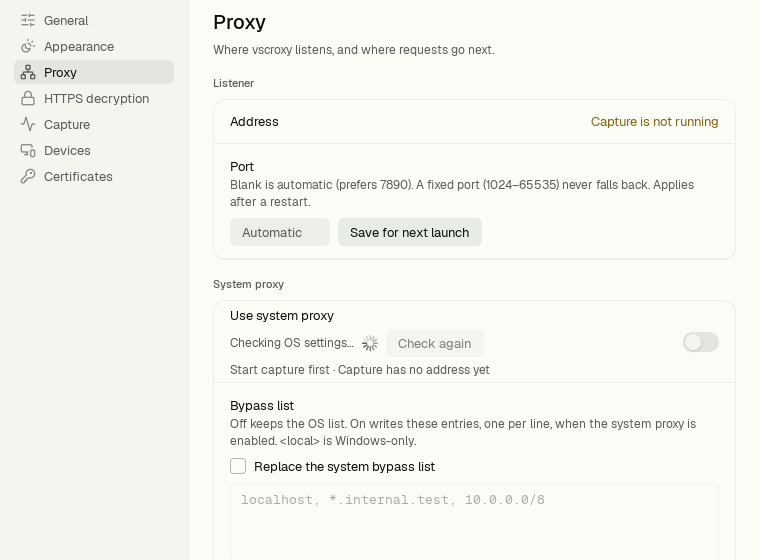 General
Appearance
Proxy
HTTPS decryption
Capture
Devices
Certificates
Proxy
Where vscroxy listens, and where requests go next.
Listener
Address
Capture is not running
Port
Blank is automatic (prefers 7890). A fixed port (1024–65535) never falls back. Applies
after a restart.
Automatic
Save for next launch
System proxy
Use system proxy
Checking OS settings…
Check again
Start capture first · Capture has no address yet
Bypass list
Off keeps the OS list. On writes these entries, one per line, when the system proxy is
enabled. <local> is Windows-only.
Replace the system bypass list
localhost, *.internal.test, 10.0.0.0/8